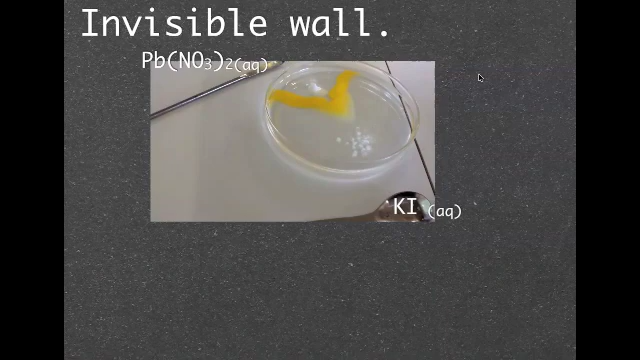 Invisible wall.
Pb(NO₃)₂(aq)
KI (aq)